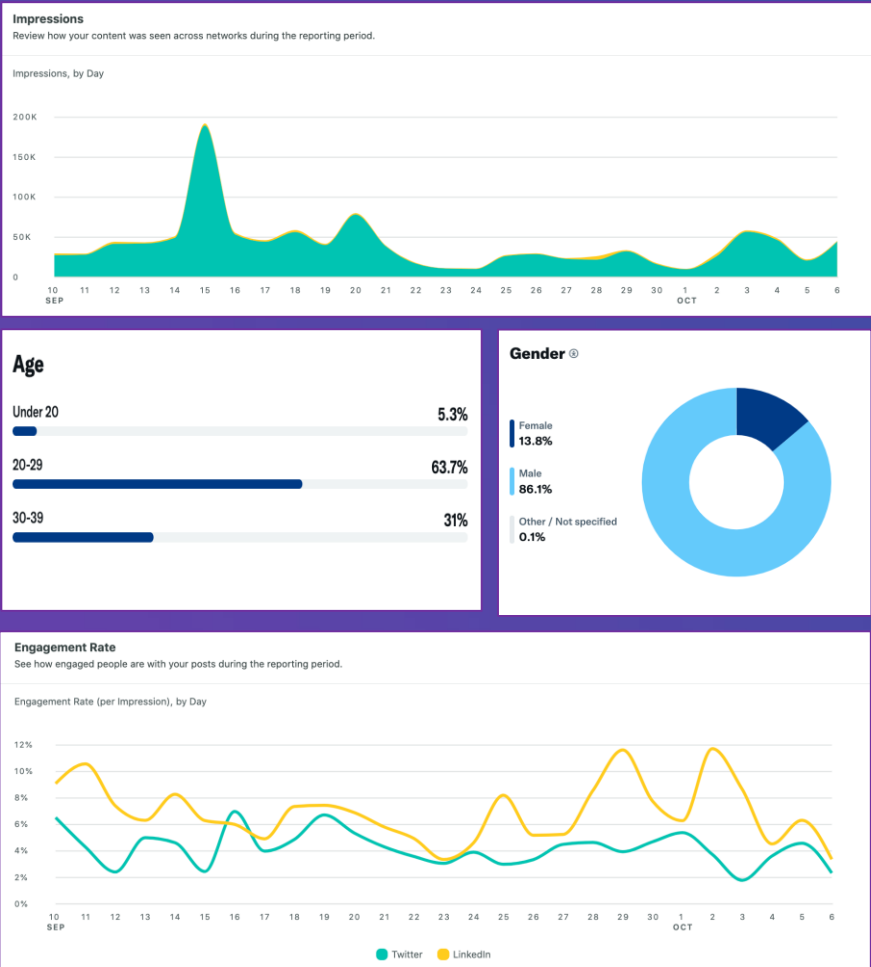 Impressions
Review how your content was seen across networks during the reporting period.
Impressions, by Day
200K
150K
100K
50K
0
10 11 12 13 14 15 16 17 18 19 20 21 22 23 24 25 26 27 28 29 30 1 2 3 4 5 6
SEP OCT
Age
Under 20 5.3%
20-29 63.7%
30-39 31%
Gender
Female
13.8%
Male
86.1%
Other / Not specified
0.1%
Engagement Rate
See how engaged people are with your posts during the reporting period.
Engagement Rate (per Impression), by Day
12%
10%
8%
6%
4%
2%
0%
10 11 12 13 14 15 16 17 18 19 20 21 22 23 24 25 26 27 28 29 30 1 2 3 4 5 6
SEP OCT
Twitter LinkedIn